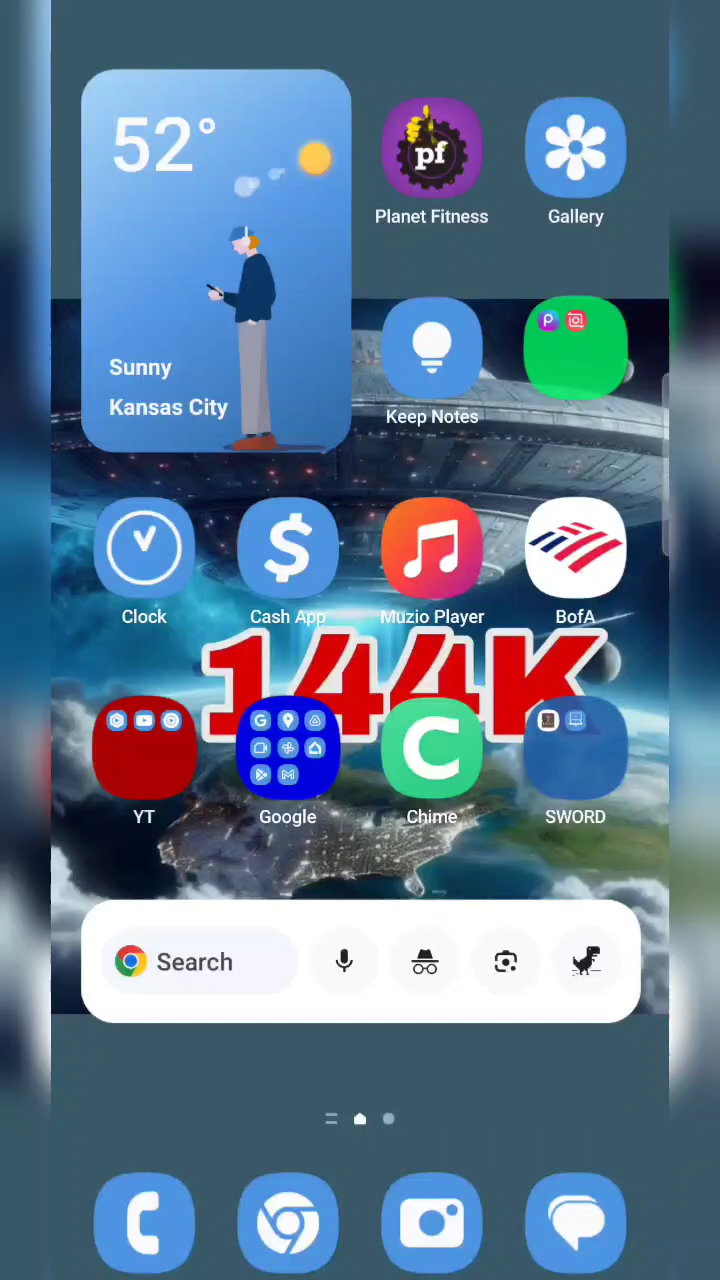 52°
Sunny
Kansas City
pf
Planet Fitness
Gallery
Keep Notes
Clock
Cash App
Muzio Player
BofA
144K
YT
Google
Chime
SWORD
Search